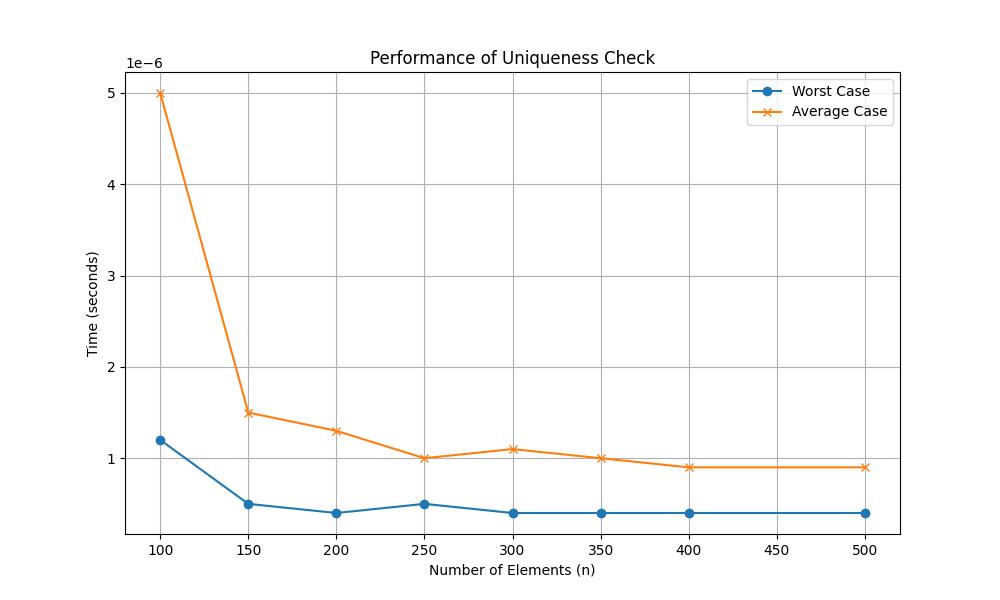 Performance of Uniqueness Check
1e−6
Worst Case
Average Case
5
4
3
2
1
Time (seconds)
100 150 200 250 300 350 400 450 500
Number of Elements (n)